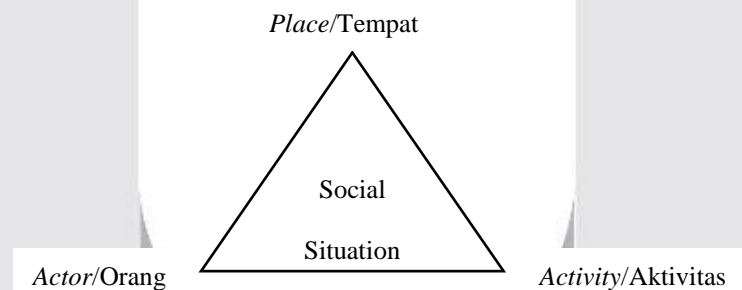 Place/Tempat
Social
Situation
Actor/Orang
Activity/Aktivitas